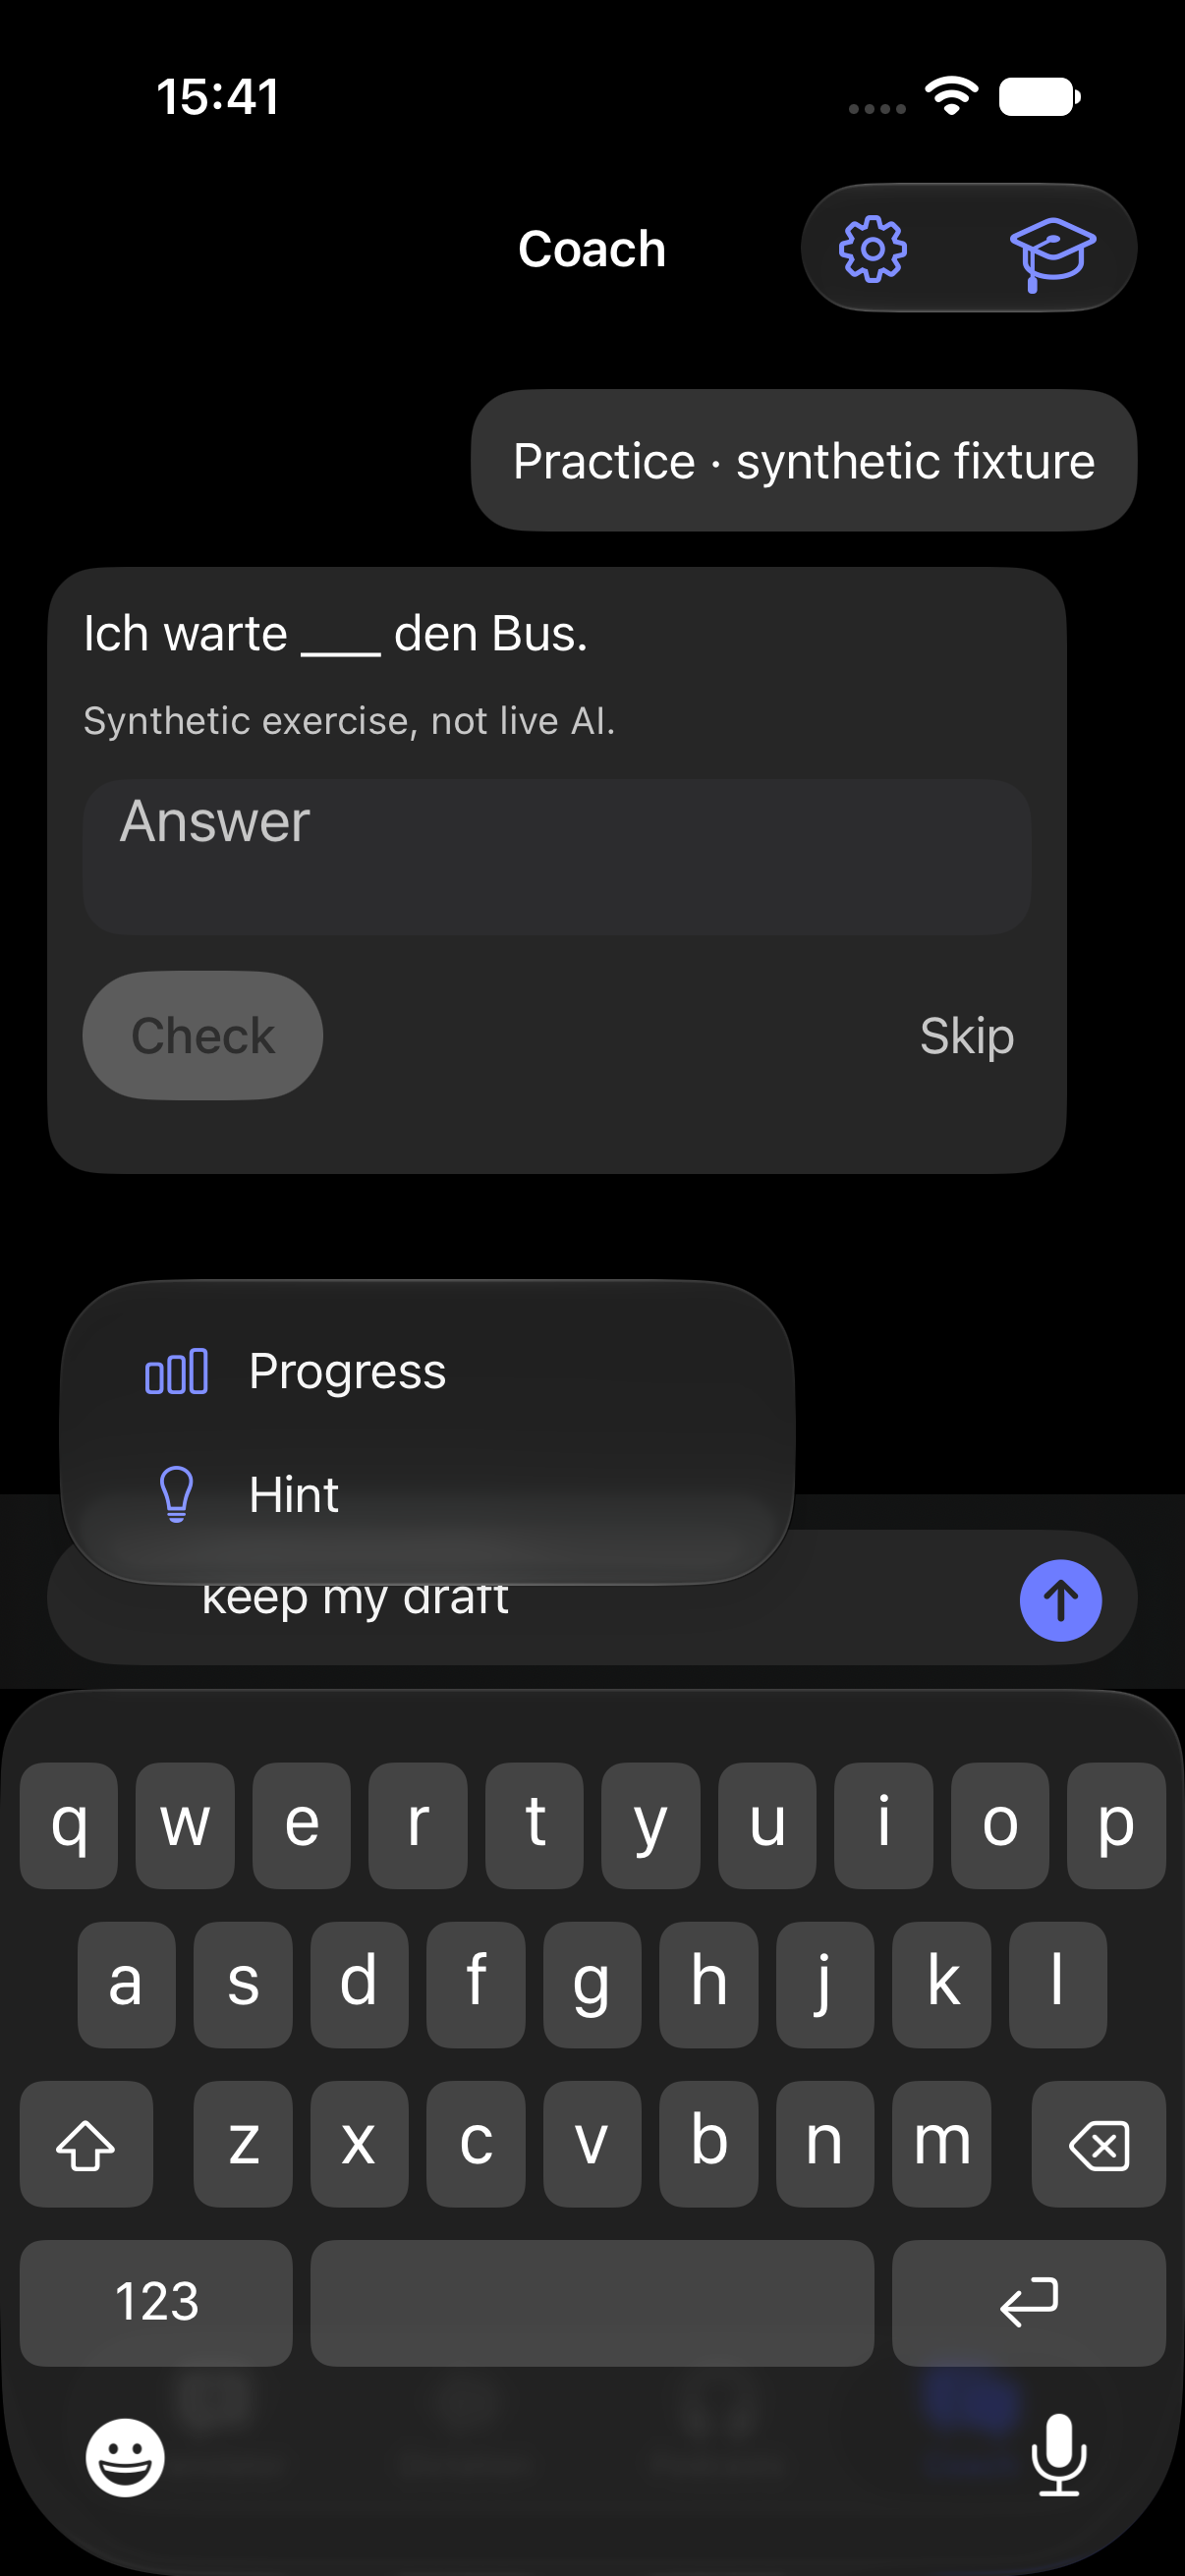 15:41
Coach
Practice · synthetic fixture
Ich warte ____ den Bus.
Synthetic exercise, not live AI.
Answer
Check
Skip
Progress
Hint
keep my draft
q w e r t y u i o p
a s d f g h j k l
z x c v b n m
123